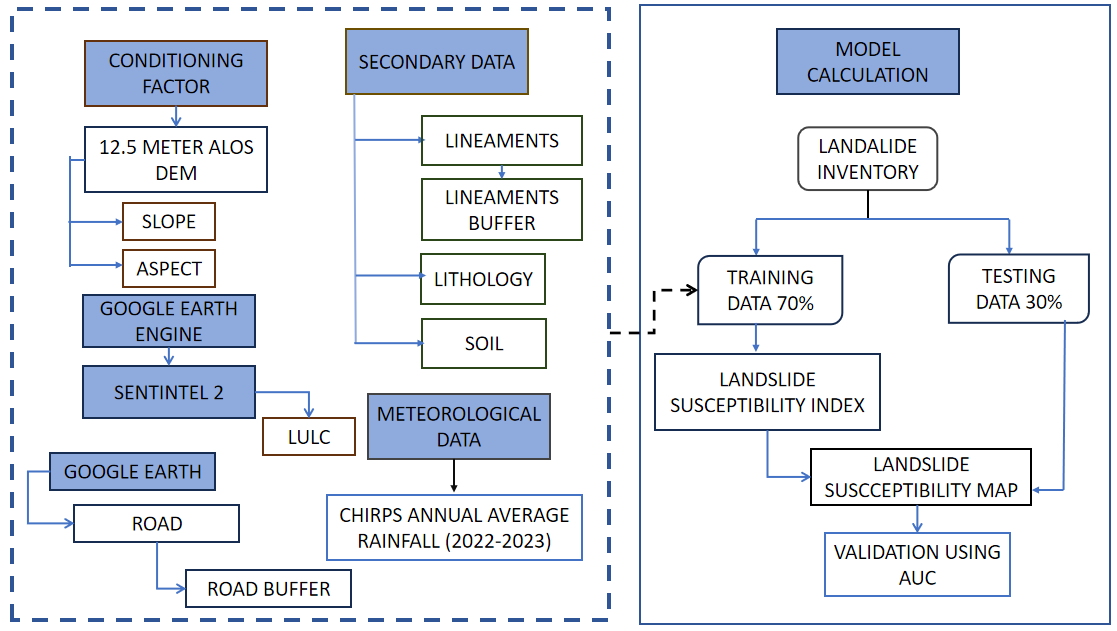 CONDITIONING
FACTOR
12.5 METER ALOS
DEM
SLOPE
ASPECT
GOOGLE EARTH
ENGINE
SENTINTEL 2
LULC
GOOGLE EARTH
ROAD
ROAD BUFFER
SECONDARY DATA
LINEAMENTS
LINEAMENTS
BUFFER
LITHOLOGY
SOIL
METEOROLOGICAL
DATA
CHIRPS ANNUAL AVERAGE
RAINFALL (2022-2023)
MODEL
CALCULATION
LANDALIDE
INVENTORY
TRAINING
DATA 70%
TESTING
DATA 30%
LANDSLIDE
SUSCEPTIBILITY INDEX
LANDSLIDE
SUSCCEPTIBILITY MAP
VALIDATION USING
AUC